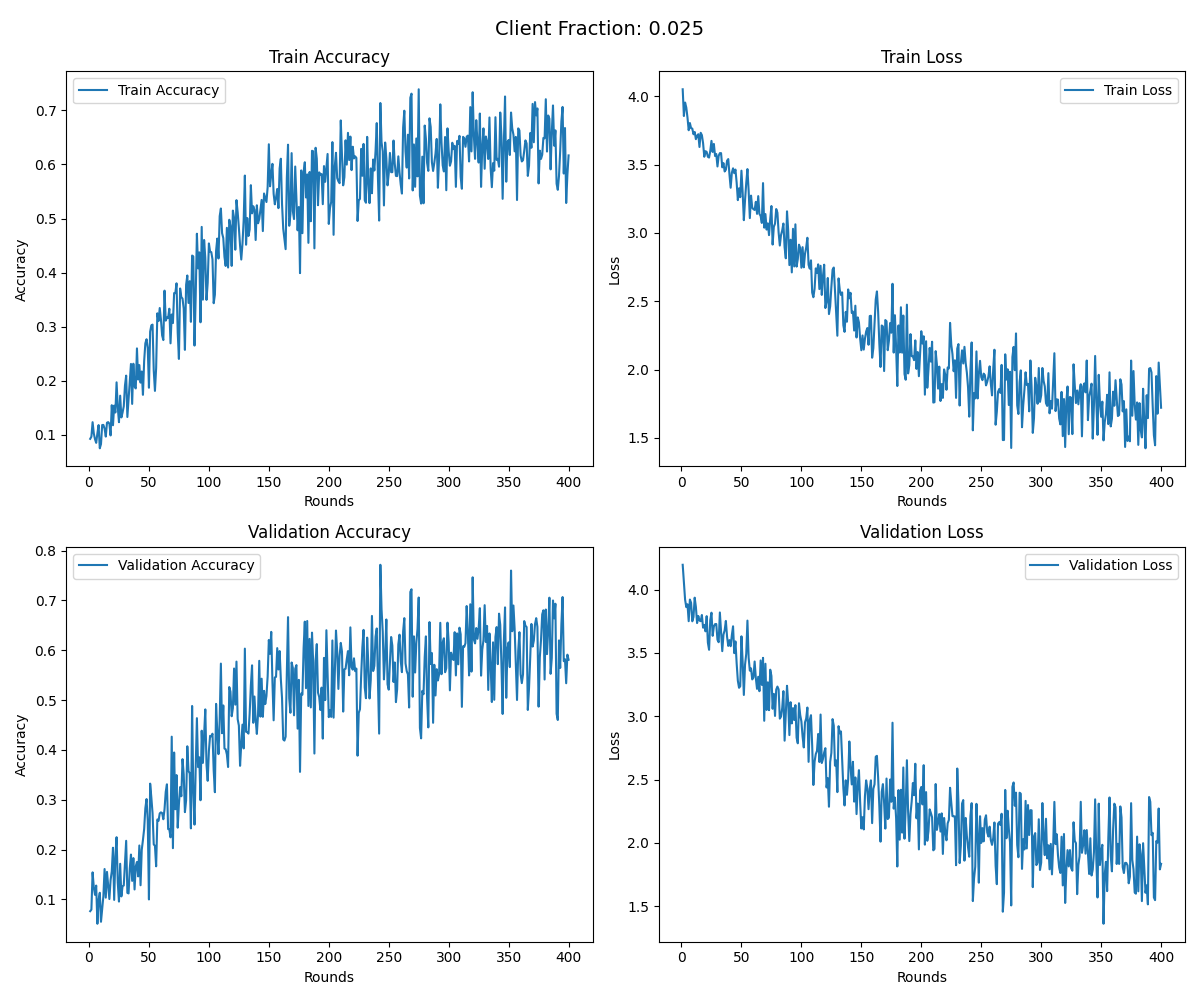 Client Fraction: 0.025
Train Accuracy
Train Accuracy
0.7
0.6
0.5
0.4
0.3
0.2
0.1
Accuracy
0 50 100 150 200 250 300 350 400
Rounds
Train Loss
Train Loss
4.0
3.5
3.0
2.5
2.0
1.5
Loss
0 50 100 150 200 250 300 350 400
Rounds
Validation Accuracy
Validation Accuracy
0.8
0.7
0.6
0.5
0.4
0.3
0.2
0.1
Accuracy
0 50 100 150 200 250 300 350 400
Rounds
Validation Loss
Validation Loss
4.0
3.5
3.0
2.5
2.0
1.5
Loss
0 50 100 150 200 250 300 350 400
Rounds